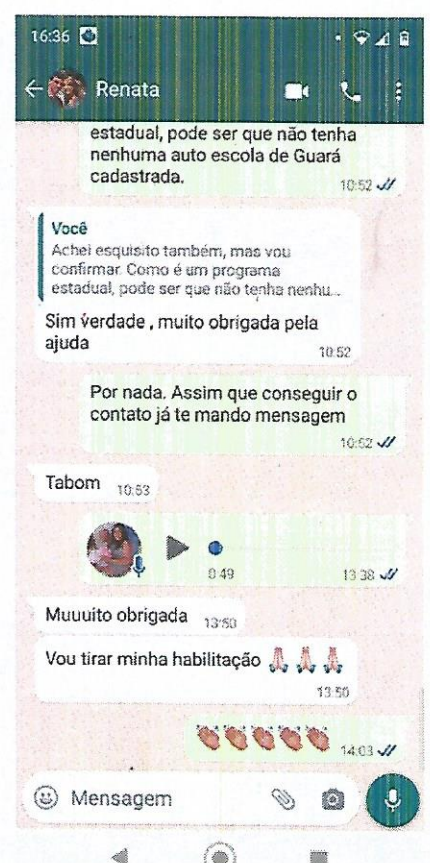 16:36
Renata
estadual, pode ser que não tenha
nenhuma auto escola de Guará
cadastrada.
10:52
Você
Achei esquisito também, mas vou
confirmar. Como é um programa
estadual, pode ser que não tenha nenhu...
Sim verdade , muito obrigada pela
ajuda
10:52
Por nada. Assim que conseguir o
contato já te mando mensagem
10:52
Tabom 10:53
0:49 13:38
Muuuito obrigada 13:50
Vou tirar minha habilitação 🙏🙏🙏
13:50
👏👏👏👏👏 14:03
Mensagem